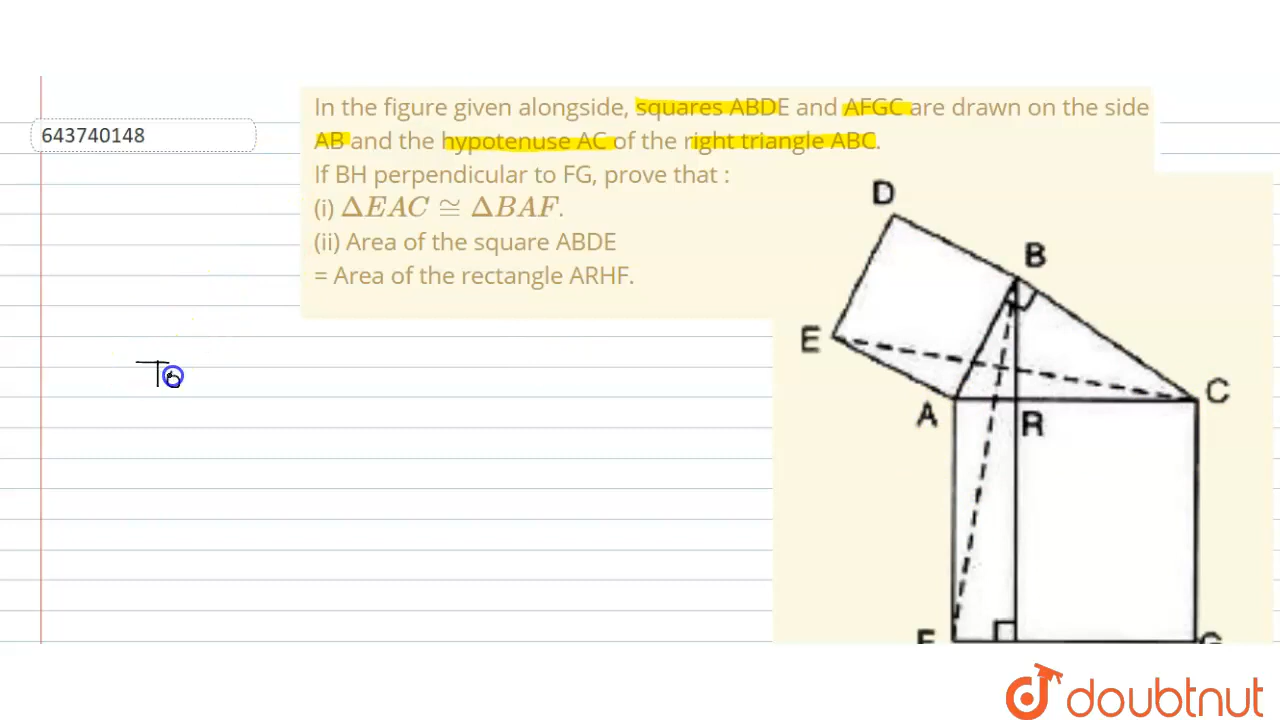 643740148
In the figure given alongside, squares ABDE and AFGC are drawn on the side
AB and the hypotenuse AC of the right triangle ABC.
If BH perpendicular to FG, prove that :
(i) ΔEAC ≅ ΔBAF.
(ii) Area of the square ABDE
= Area of the rectangle ARHF.
D
B
E
A
R
C
To
F
G
doubtnut